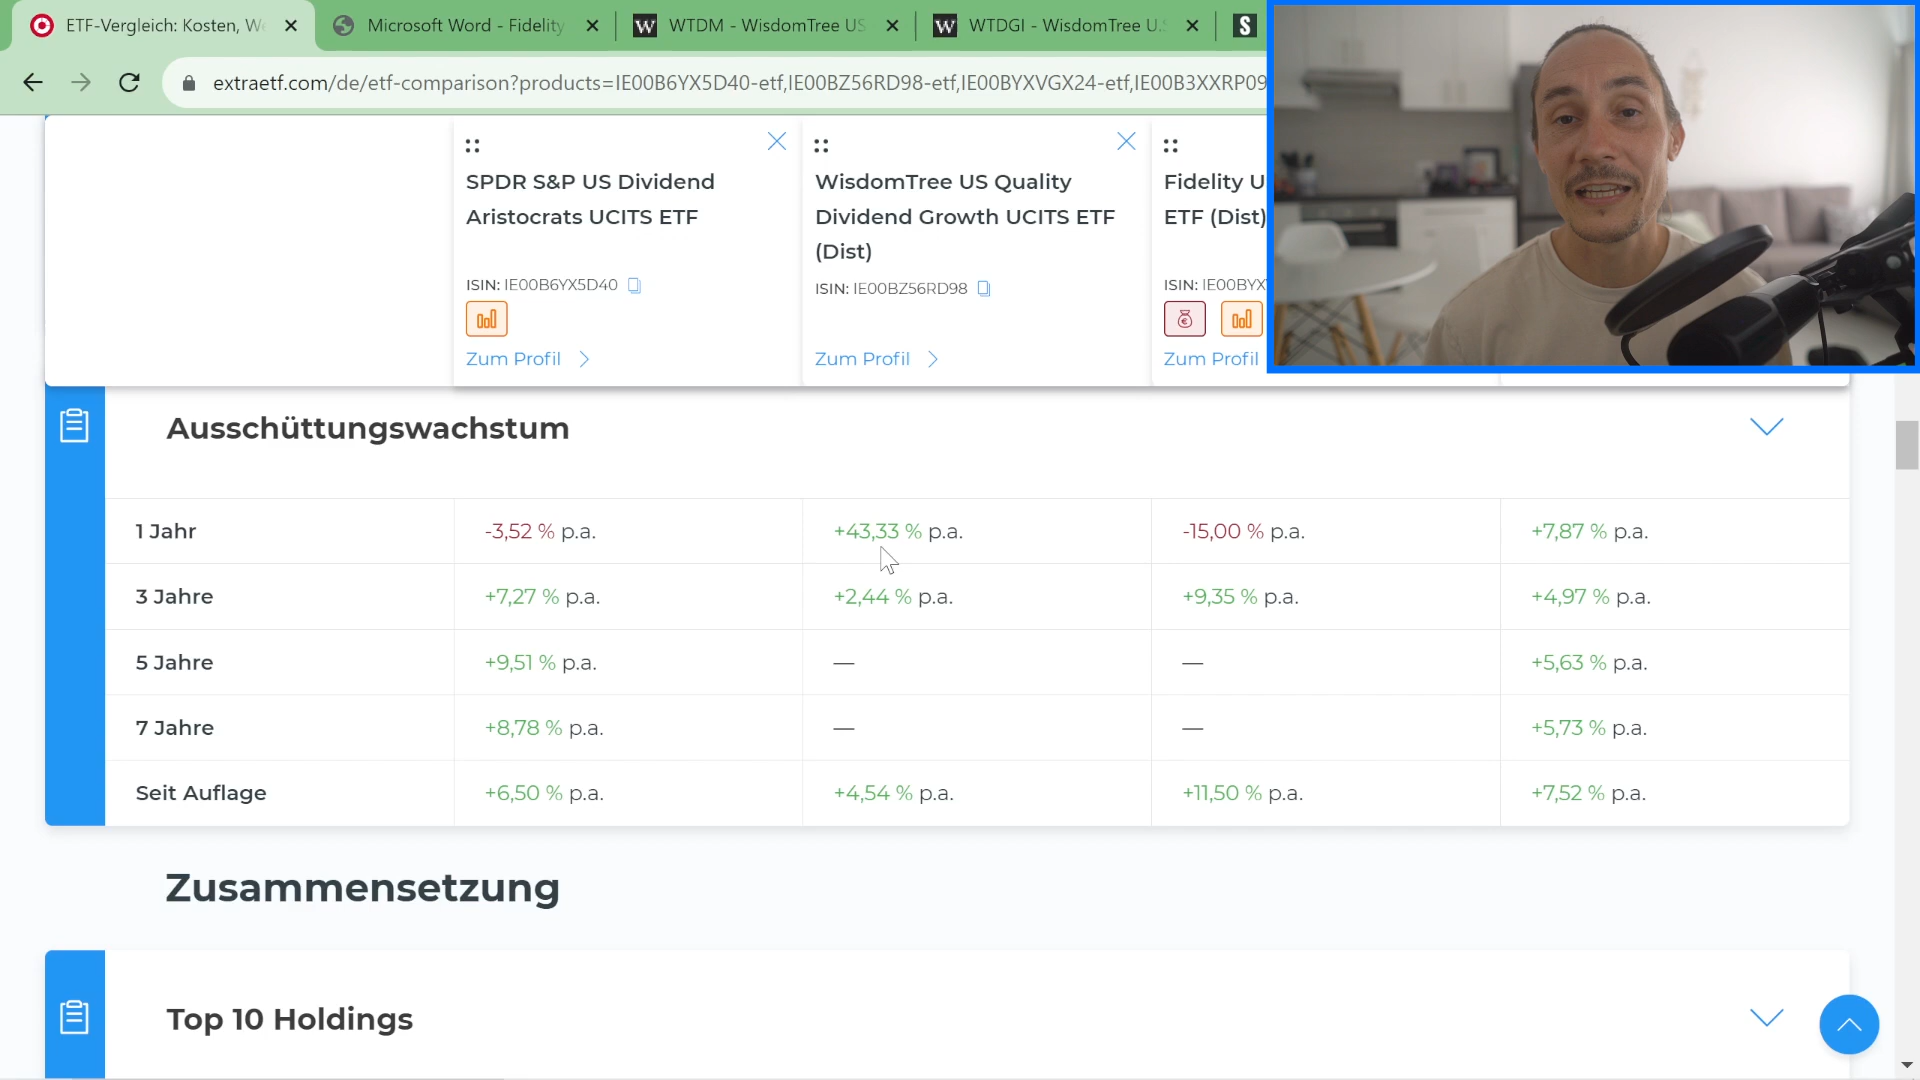 ETF-Vergleich: Kosten, We
Microsoft Word - Fidelity
WTDM - WisdomTree US
WTDGI - WisdomTree U.S
extraetf.com/de/etf-comparison?products=IE00B6YX5D40-etf,IE00BZ56RD98-etf,IE00BYXVGX24-etf,IE00B3XXRP09
SPDR S&P US Dividend
Aristocrats UCITS ETF
ISIN: IE00B6YX5D40
Zum Profil
WisdomTree US Quality
Dividend Growth UCITS ETF
(Dist)
ISIN: IE00BZ56RD98
Zum Profil
Fidelity U
ETF (Dist)
ISIN: IE00BYX
Zum Profil
Ausschüttungswachstum
1 Jahr -3,52 % p.a. +43,33 % p.a. -15,00 % p.a. +7,87 % p.a.
3 Jahre +7,27 % p.a. +2,44 % p.a. +9,35 % p.a. +4,97 % p.a.
5 Jahre +9,51 % p.a. — — +5,63 % p.a.
7 Jahre +8,78 % p.a. — — +5,73 % p.a.
Seit Auflage +6,50 % p.a. +4,54 % p.a. +11,50 % p.a. +7,52 % p.a.
Zusammensetzung
Top 10 Holdings